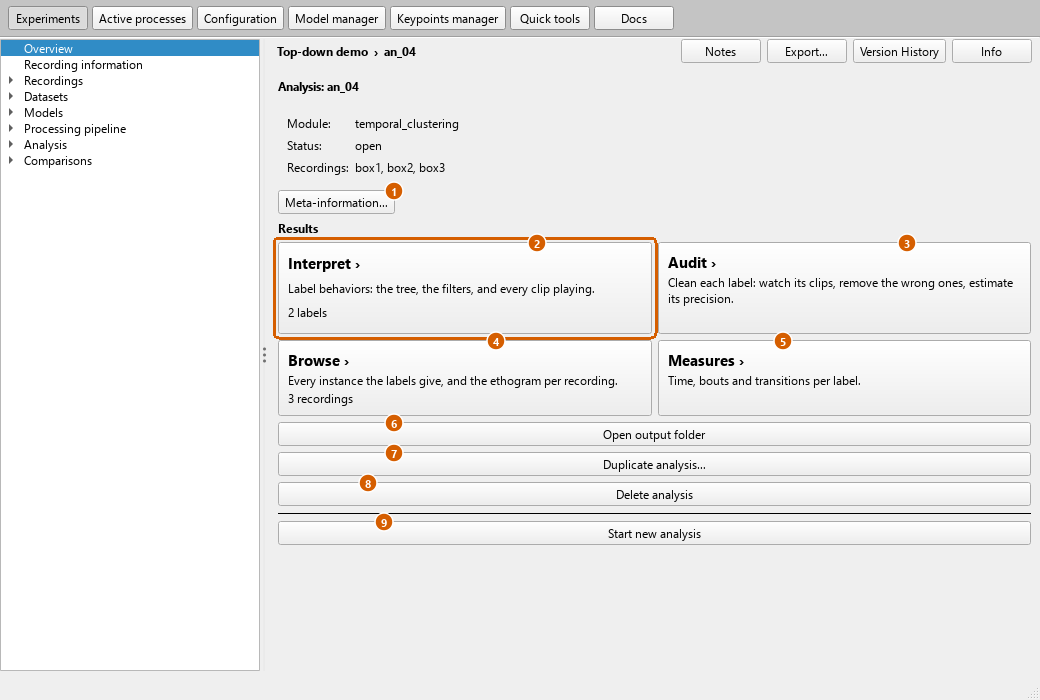 Experiments Active processes Configuration Model manager Keypoints manager Quick tools Docs
Overview
Recording information
Recordings
Datasets
Models
Processing pipeline
Analysis
Comparisons
Top-down demo › an_04
Notes Export... Version History Info
Analysis: an_04
Module: temporal_clustering
Status: open
Recordings: box1, box2, box3
1
Meta-information...
Results
2
Interpret ›
Label behaviors: the tree, the filters, and every clip playing.
2 labels
3
Audit ›
Clean each label: watch its clips, remove the wrong ones, estimate
its precision.
4
Browse ›
Every instance the labels give, and the ethogram per recording.
3 recordings
5
Measures ›
Time, bouts and transitions per label.
6
Open output folder
7
Duplicate analysis...
8
Delete analysis
9
Start new analysis